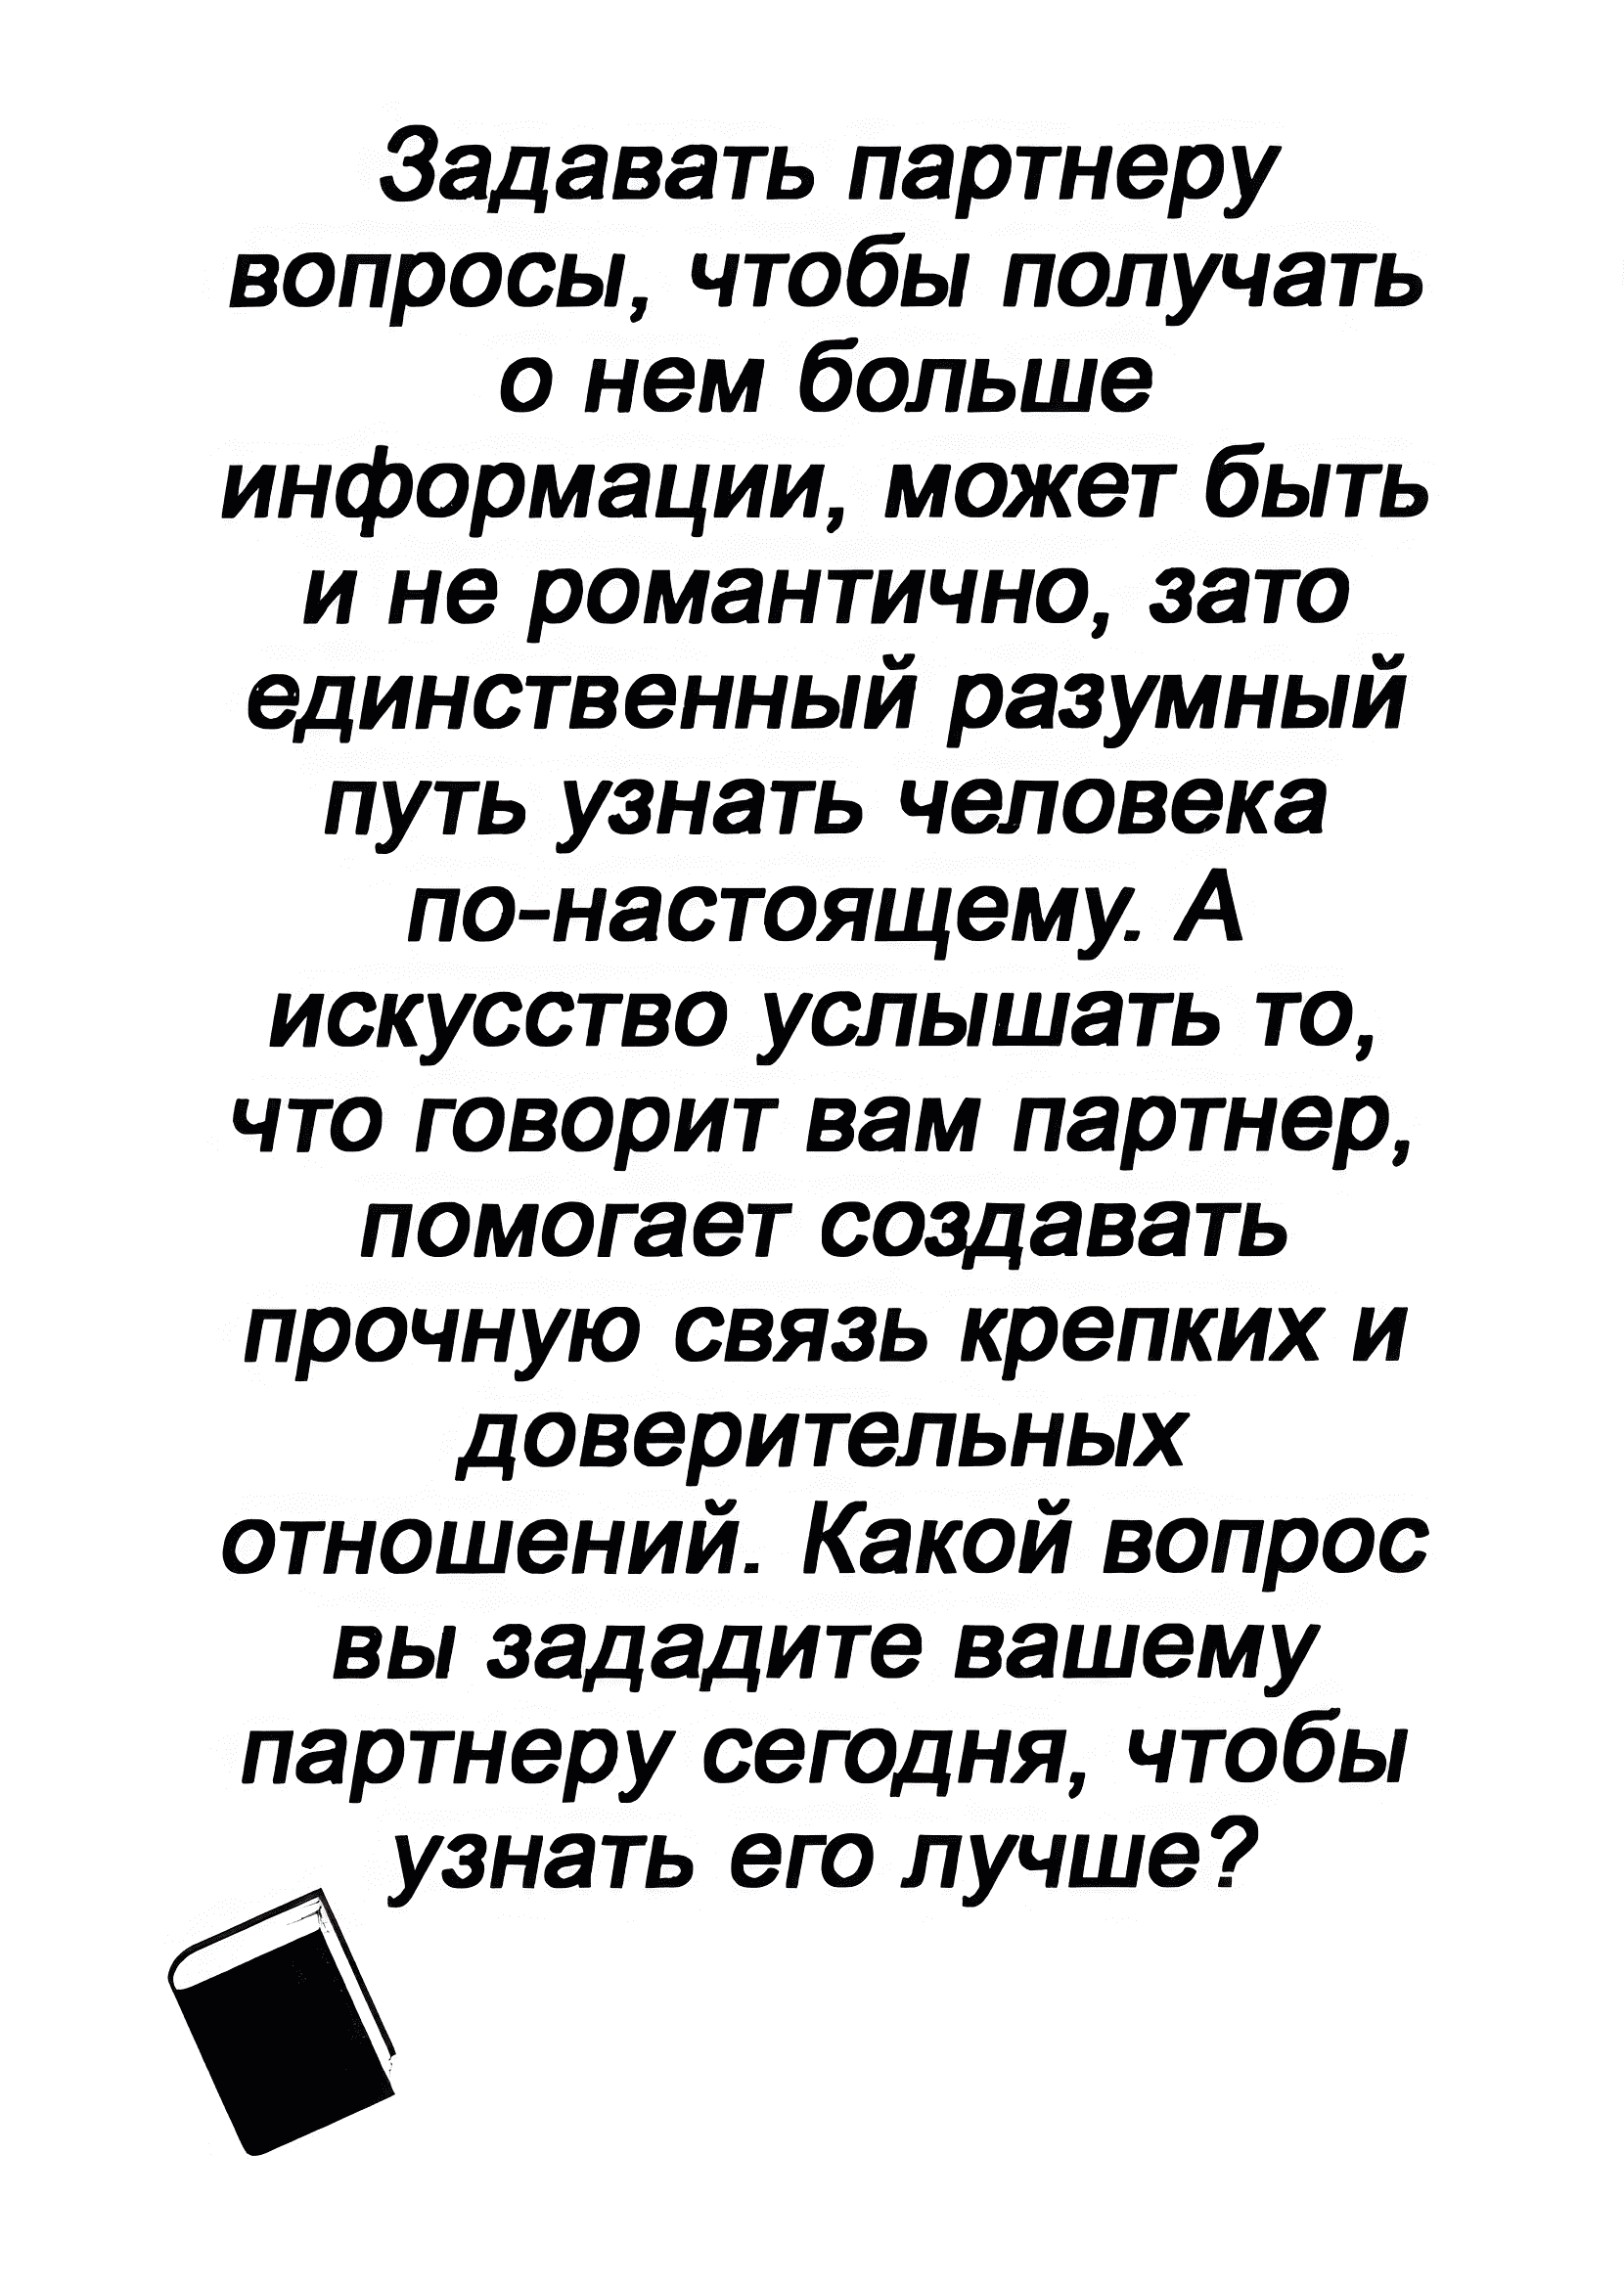 Задавать партнеру
вопросы, чтобы получать
о нем больше
информации, может быть
и не романтично, зато
единственный разумный
путь узнать человека
по-настоящему. А
искусство услышать то,
что говорит вам партнер,
помогает создавать
прочную связь крепких и
доверительных
отношений. Какой вопрос
вы зададите вашему
партнеру сегодня, чтобы
узнать его лучше?